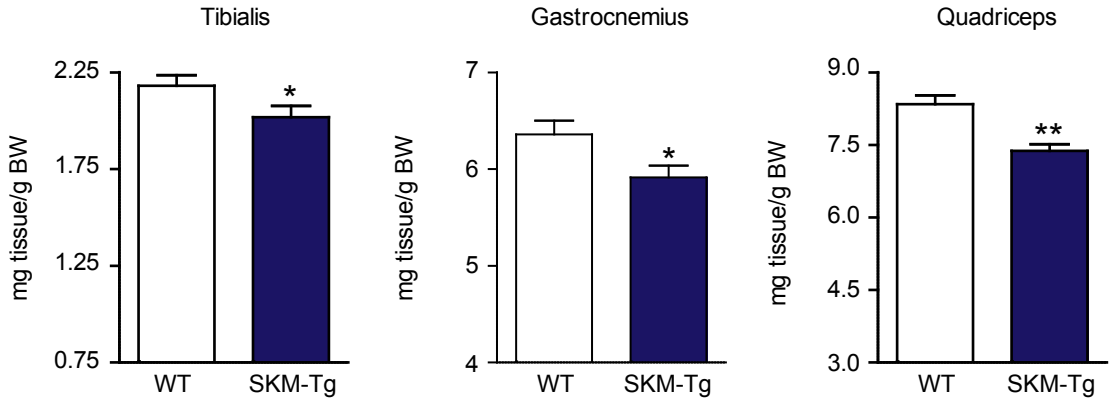 Tibialis
mg tissue/g BW
2.25
1.75
1.25
0.75
*
WT SKM-Tg
Gastrocnemius
mg tissue/g BW
7
6
5
4
*
WT SKM-Tg
Quadriceps
mg tissue/g BW
9.0
7.5
6.0
4.5
3.0
**
WT SKM-Tg